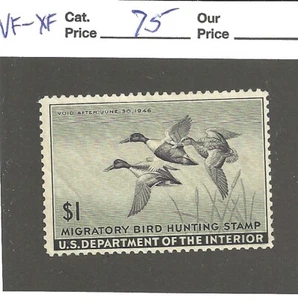 VF-XF Cat. Price 75 Our Price
VOID AFTER JUNE 30, 1946
$1
MIGRATORY BIRD HUNTING STAMP
U.S. DEPARTMENT OF THE INTERIOR